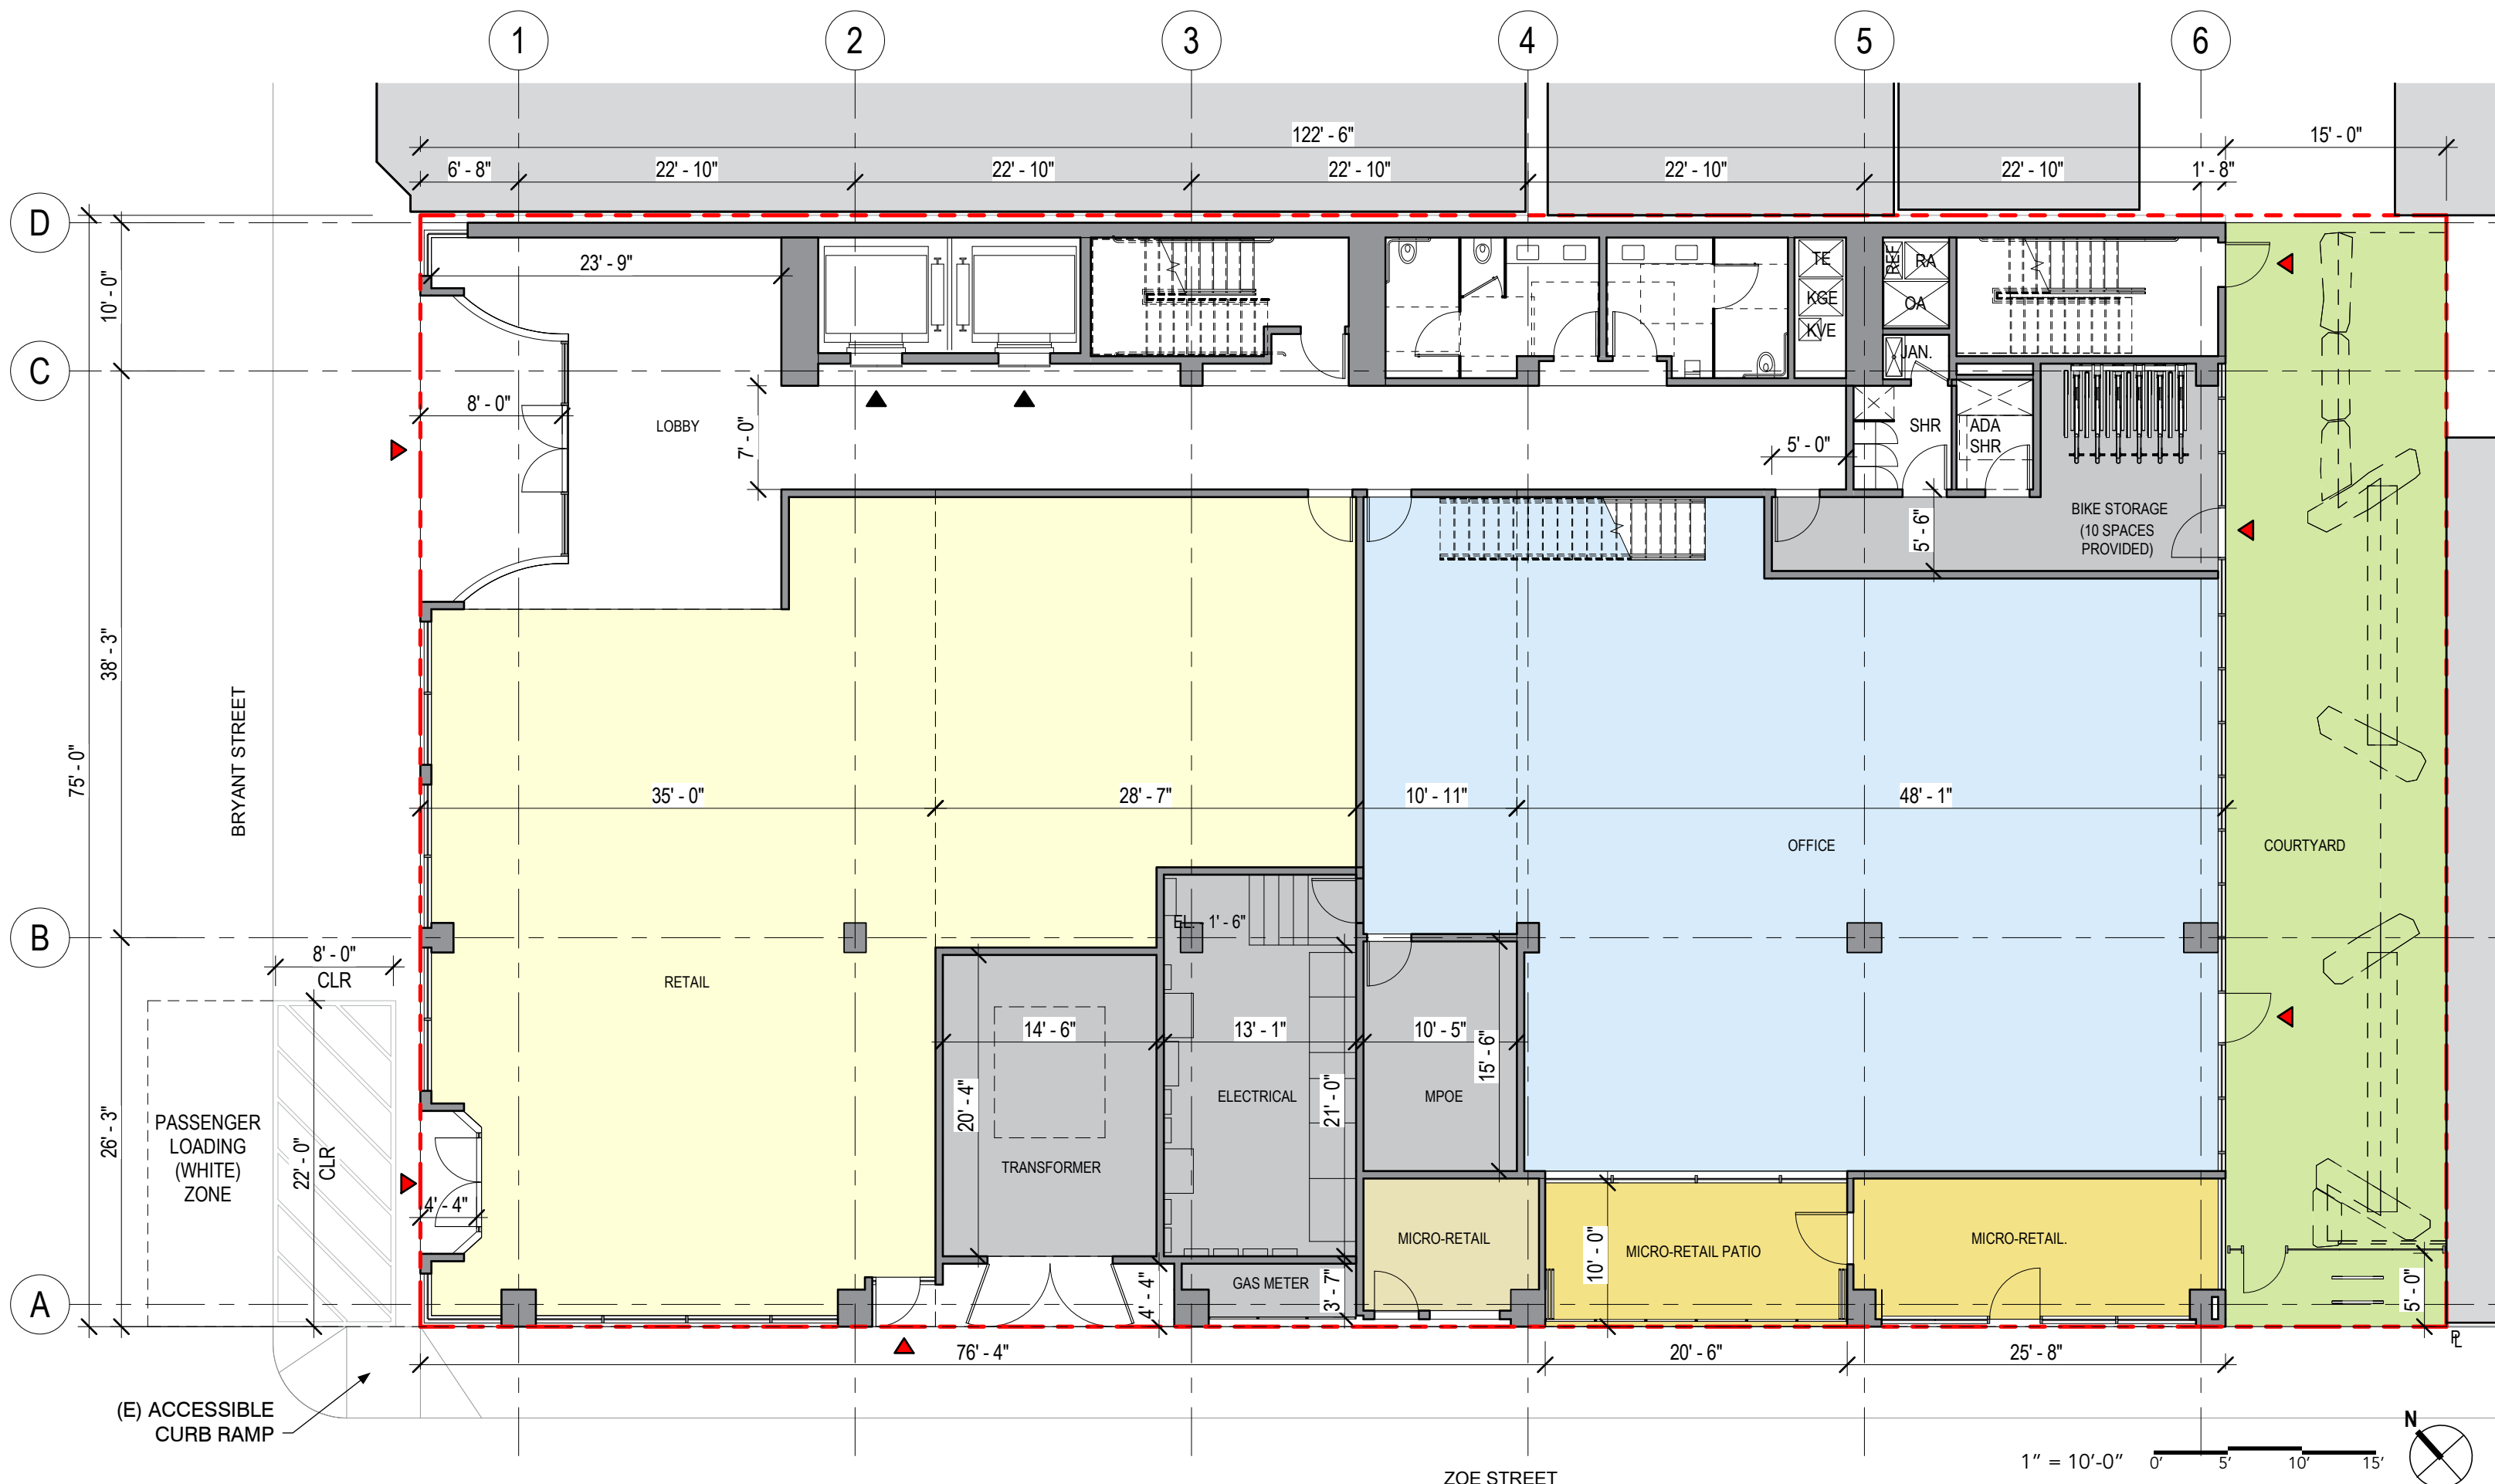 1
2
3
4
5
6
122' - 6"
15' - 0"
6' - 8"
22' - 10"
22' - 10"
22' - 10"
22' - 10"
22' - 10"
1' - 8"
D
C
B
A
10' - 0"
38' - 3"
26' - 3"
75' - 0"
BRYANT STREET
23' - 9"
8' - 0"
LOBBY
7' - 0"
TE
KGE
KVE
REF
RA
OA
JAN.
SHR
ADA
SHR
5' - 0"
5' - 6"
BIKE STORAGE
(10 SPACES
PROVIDED)
35' - 0"
28' - 7"
10' - 11"
48' - 1"
OFFICE
COURTYARD
RETAIL
EL. - 1' - 6"
8' - 0"
CLR
22' - 0"
CLR
PASSENGER
LOADING
(WHITE)
ZONE
4' - 4"
14' - 6"
20' - 4"
TRANSFORMER
13' - 1"
ELECTRICAL
21' - 0"
10' - 5"
15' - 6"
MPOE
MICRO-RETAIL
10' - 0"
MICRO-RETAIL PATIO
MICRO-RETAIL.
GAS METER
4' - 4"
3' - 7"
5' - 0"
PL
76' - 4"
20' - 6"
25' - 8"
(E) ACCESSIBLE
CURB RAMP
ZOE STREET
1" = 10'-0"
0'
5'
10'
15'
N